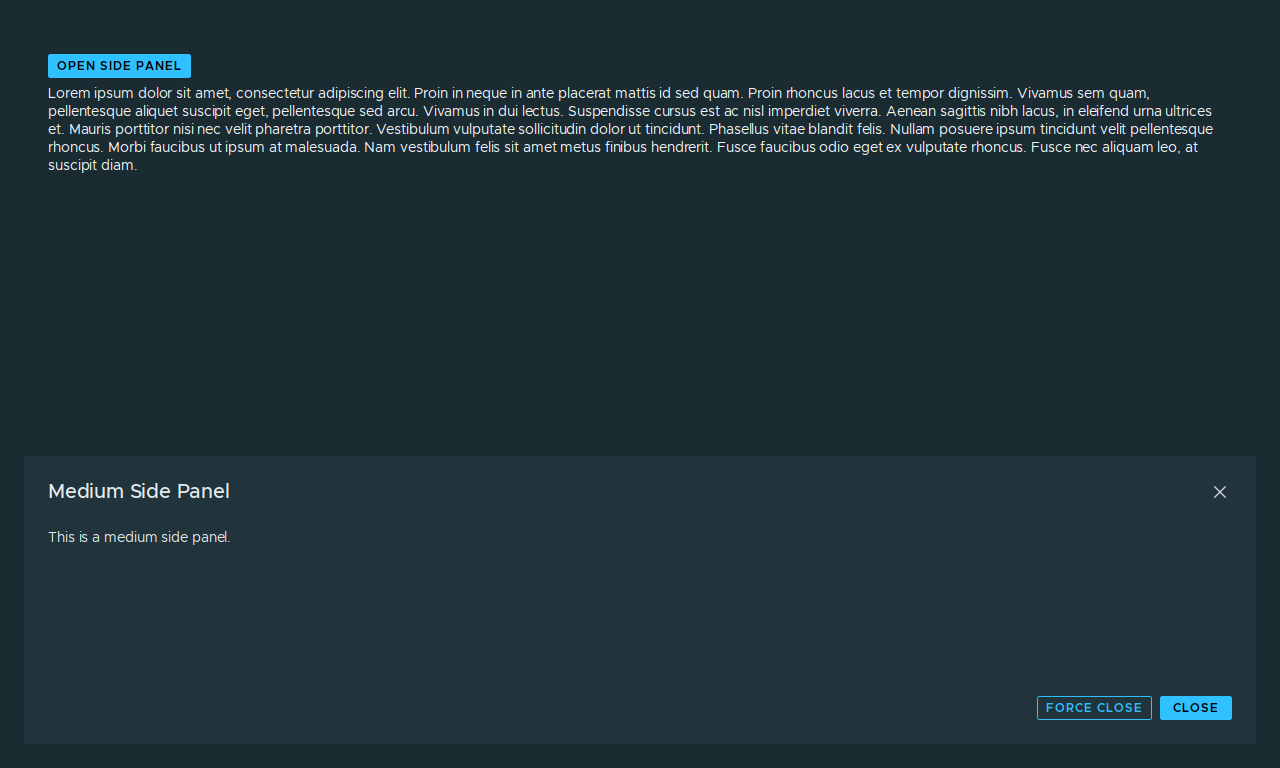 OPEN SIDE PANEL
Lorem ipsum dolor sit amet, consectetur adipiscing elit. Proin in neque in ante placerat mattis id sed quam. Proin rhoncus lacus et tempor dignissim. Vivamus sem quam,
pellentesque aliquet suscipit eget, pellentesque sed arcu. Vivamus in dui lectus. Suspendisse cursus est ac nisl imperdiet viverra. Aenean sagittis nibh lacus, in eleifend urna ultrices
et. Mauris porttitor nisi nec velit pharetra porttitor. Vestibulum vulputate sollicitudin dolor ut tincidunt. Phasellus vitae blandit felis. Nullam posuere ipsum tincidunt velit pellentesque
rhoncus. Morbi faucibus ut ipsum at malesuada. Nam vestibulum felis sit amet metus finibus hendrerit. Fusce faucibus odio eget ex vulputate rhoncus. Fusce nec aliquam leo, at
suscipit diam.
Medium Side Panel
This is a medium side panel.
FORCE CLOSE
CLOSE